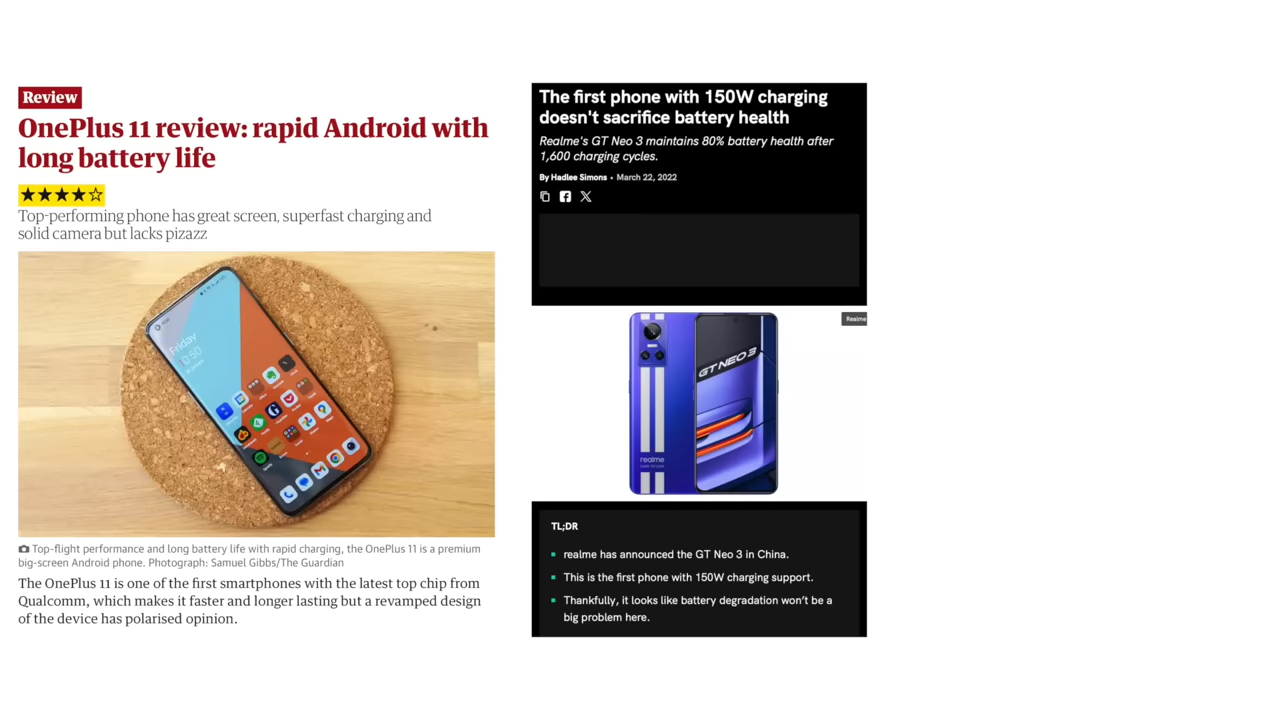 Review
OnePlus 11 review: rapid Android with
long battery life
Top-performing phone has great screen, superfast charging and
solid camera but lacks pizazz
Friday
10:50
Top-flight performance and long battery life with rapid charging, the OnePlus 11 is a premium
big-screen Android phone. Photograph: Samuel Gibbs/The Guardian
The OnePlus 11 is one of the first smartphones with the latest top chip from
Qualcomm, which makes it faster and longer lasting but a revamped design
of the device has polarised opinion.
The first phone with 150W charging
doesn't sacrifice battery health
Realme's GT Neo 3 maintains 80% battery health after
1,600 charging cycles.
By Hadlee Simons • March 22, 2022
Realme
GT NEO 3
realme
TL;DR
realme has announced the GT Neo 3 in China.
This is the first phone with 150W charging support.
Thankfully, it looks like battery degradation won't be a
big problem here.